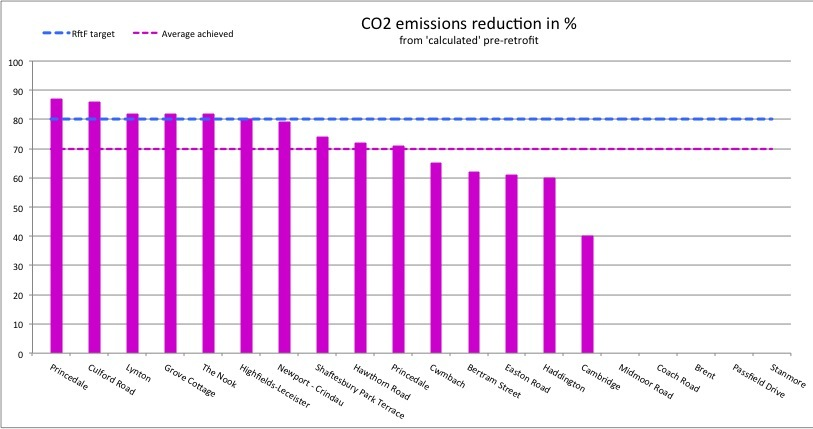 CO2 emissions reduction in %
from 'calculated' pre-retrofit
RftF target
Average achieved
100
90
80
70
60
50
40
30
20
10
0
Princedale
Culford Road
Lynton
Grove Cottage
The Nook
Highfields-Leceister
Newport - Crindau
Shaftesbury Park Terrace
Hawthorn Road
Princedale
Cwmbach
Bertram Street
Easton Road
Haddington
Cambridge
Midmoor Road
Coach Road
Brent
Passfield Drive
Stanmore